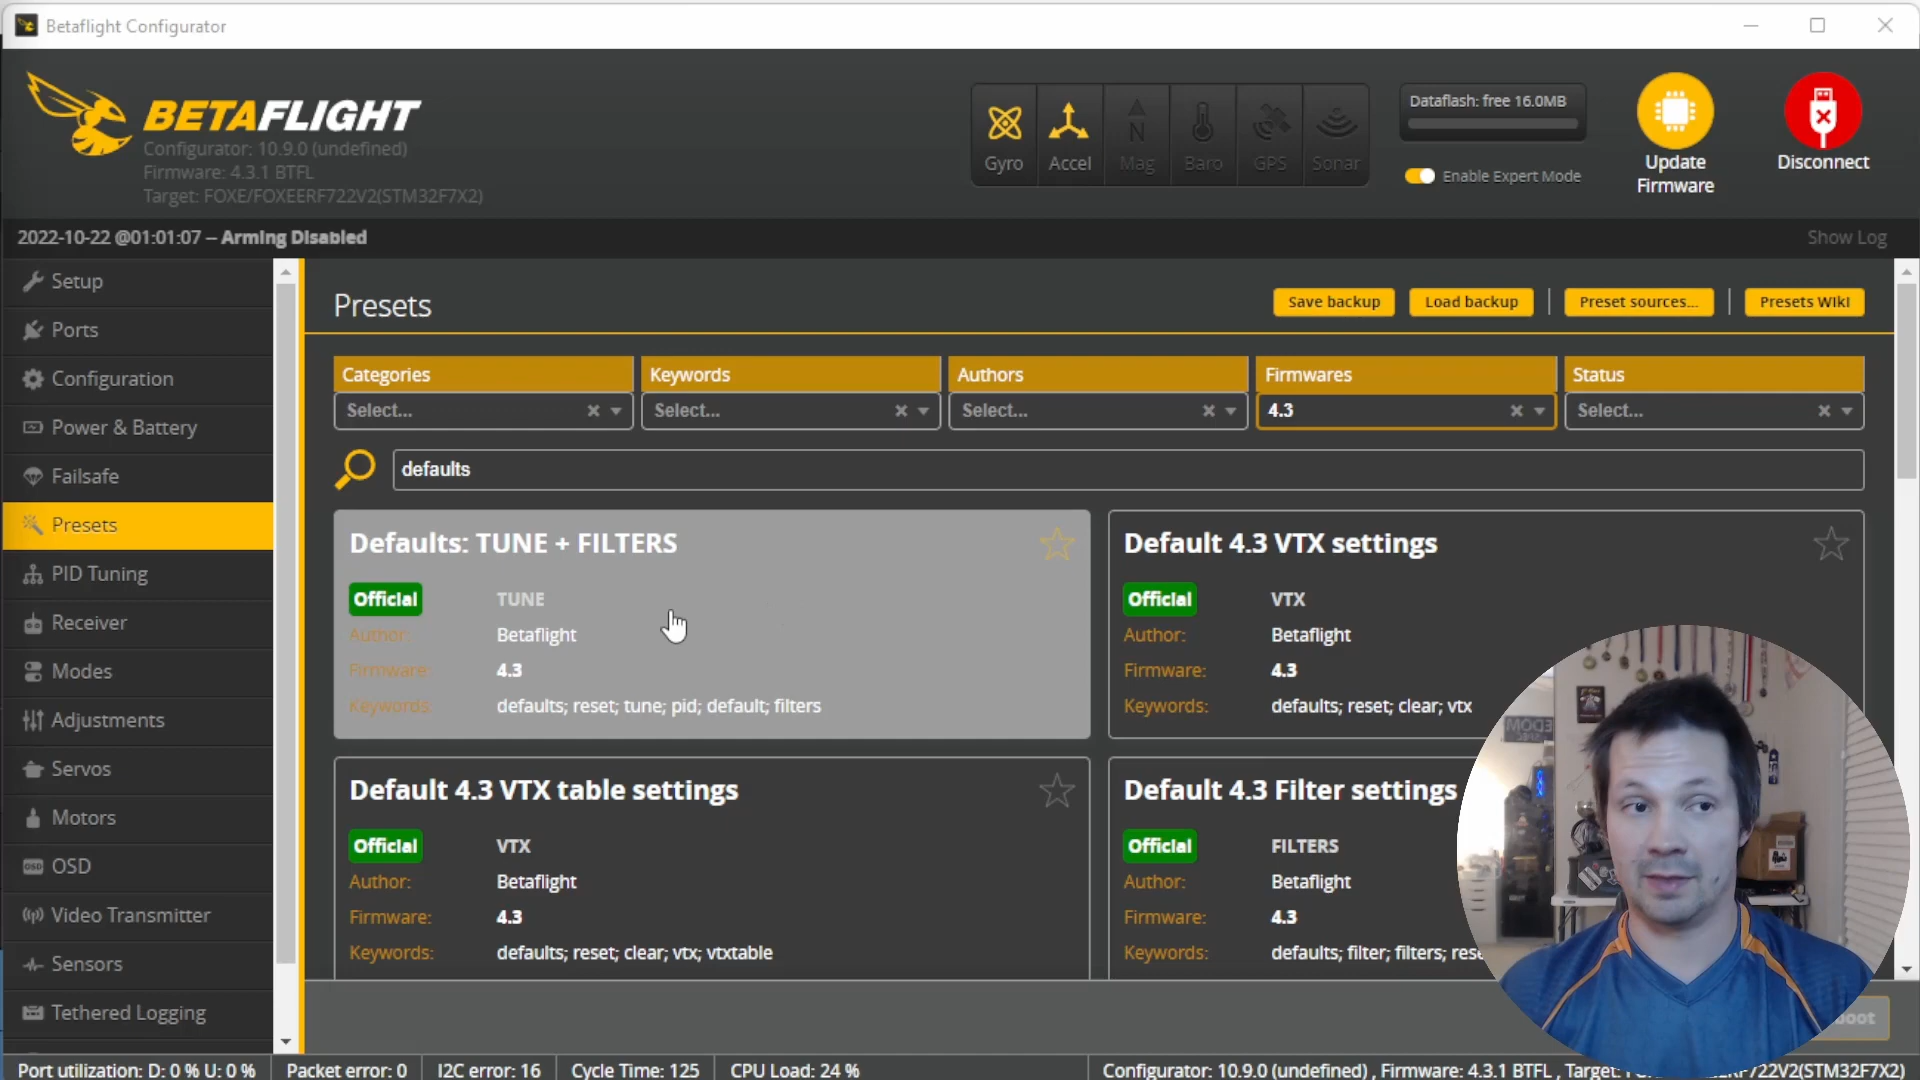 Betaflight Configurator
BETAFLIGHT
Configurator: 10.9.0 (undefined)
Firmware: 4.3.1 BTFL
Target: FOXE/FOXEERF722V2(STM32F7X2)
Gyro
Accel
Mag
Baro
GPS
Sonar
Dataflash: free 16.0MB
Enable Expert Mode
Update
Firmware
Disconnect
2022-10-22 @01:01:07 -- Arming Disabled
Show Log
Setup
Ports
Configuration
Power & Battery
Failsafe
Presets
PID Tuning
Receiver
Modes
Adjustments
Servos
Motors
OSD
Video Transmitter
Sensors
Tethered Logging
Presets
Save backup
Load backup
Preset sources...
Presets Wiki
Categories
Select...
Keywords
Select...
Authors
Select...
Firmwares
4.3
Status
Select...
defaults
Defaults: TUNE + FILTERS
Official
TUNE
Author:
Betaflight
Firmware:
4.3
Keywords:
defaults; reset; tune; pid; default; filters
Default 4.3 VTX settings
Official
VTX
Author:
Betaflight
Firmware:
4.3
Keywords:
defaults; reset; clear; vtx
Default 4.3 VTX table settings
Official
VTX
Author:
Betaflight
Firmware:
4.3
Keywords:
defaults; reset; clear; vtx; vtxtable
Default 4.3 Filter settings
Official
FILTERS
Author:
Betaflight
Firmware:
4.3
Keywords:
defaults; filter; filters; rese
Port utilization: D: 0 % U: 0 %
Packet error: 0
I2C error: 16
Cycle Time: 125
CPU Load: 24 %
Configurator: 10.9.0 (undefined) , Firmware: 4.3.1 BTFL , Target:
/722V2(STM32F7X2)